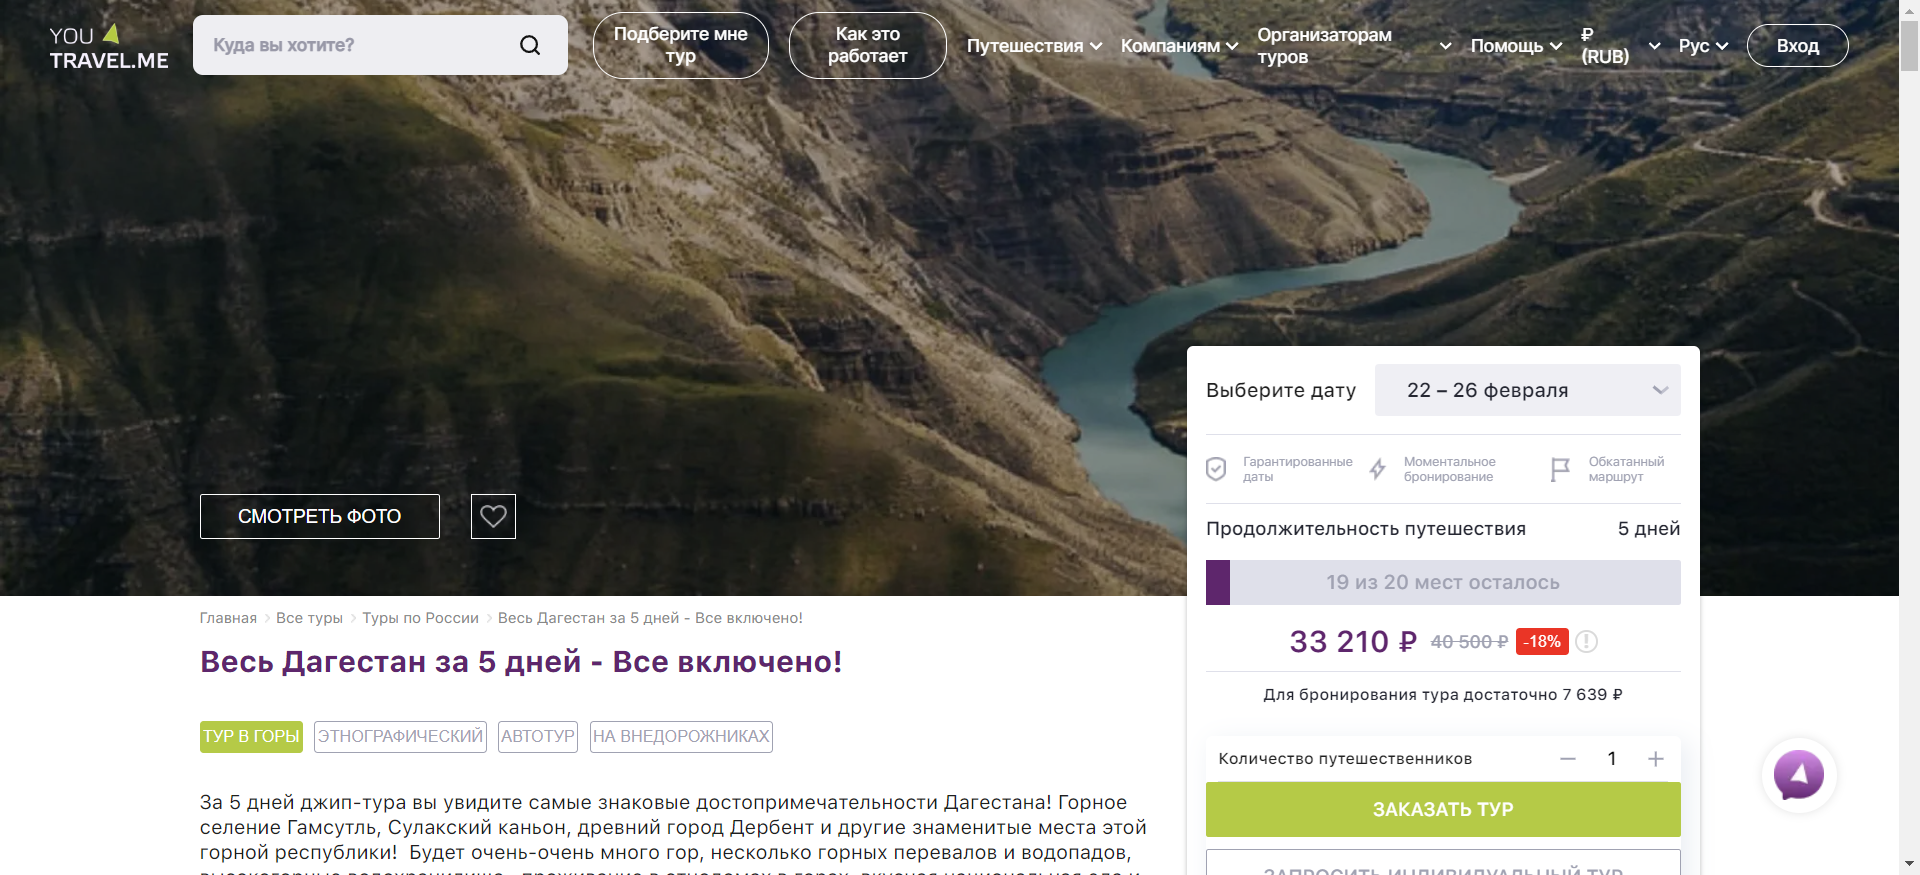 YOU
TRAVEL.ME
Куда вы хотите?
Подберите мне
тур
Как это
работает
Путешествия
Компаниям
Организаторам
туров
Помощь
₽
(RUB)
Рус
Вход
Выберите дату
22 – 26 февраля
Гарантированные
даты
Моментальное
бронирование
Обкатанный
маршрут
СМОТРЕТЬ ФОТО
Продолжительность путешествия
5 дней
19 из 20 мест осталось
33 210 ₽ 40 500 ₽ -18%
Для бронирования тура достаточно 7 639 ₽
Количество путешественников
1
ЗАКАЗАТЬ ТУР
ЗАПРОСИТЬ ИНДИВИДУАЛЬНЫЙ ТУР
Главная
Все туры
Туры по России
Весь Дагестан за 5 дней - Все включено!
Весь Дагестан за 5 дней - Все включено!
ТУР В ГОРЫ
ЭТНОГРАФИЧЕСКИЙ
АВТОТУР
НА ВНЕДОРОЖНИКАХ
За 5 дней джип-тура вы увидите самые знаковые достопримечательности Дагестана! Горное
селение Гамсутль, Сулакский каньон, древний город Дербент и другие знаменитые места этой
горной республики! Будет очень-очень много гор, несколько горных перевалов и водопадов,